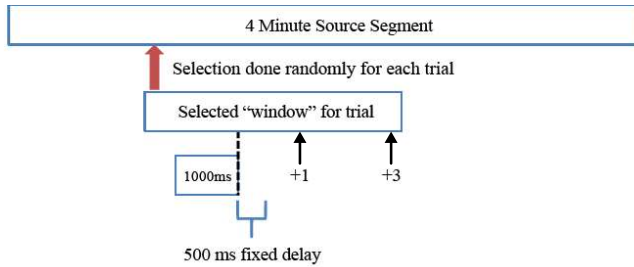 4 Minute Source Segment
Selection done randomly for each trial
Selected “window” for trial
1000ms
+1
+3
500 ms fixed delay